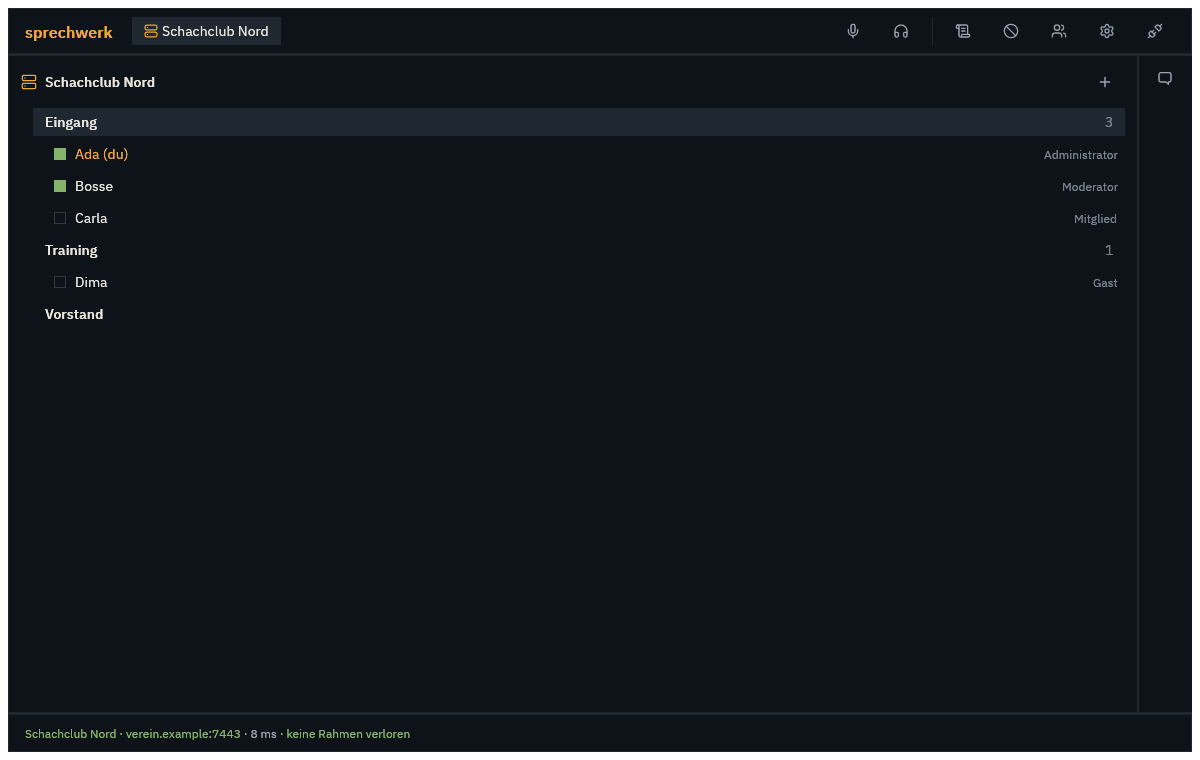 sprechwerk Schachclub Nord
Schachclub Nord
Eingang 3
Ada (du) Administrator
Bosse Moderator
Carla Mitglied
Training 1
Dima Gast
Vorstand
Schachclub Nord · verein.example:7443 · 8 ms · keine Rahmen verloren